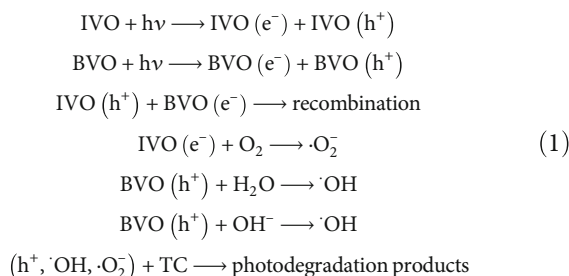 IVO + hν ⟶ IVO (e⁻) + IVO (h⁺)
BVO + hν ⟶ BVO (e⁻) + BVO (h⁺)
IVO (h⁺) + BVO (e⁻) ⟶ recombination
IVO (e⁻) + O₂ ⟶ ·O₂⁻ (1)
BVO (h⁺) + H₂O ⟶ ˙OH
BVO (h⁺) + OH⁻ ⟶ ˙OH
(h⁺, ˙OH, ·O₂⁻) + TC ⟶ photodegradation products